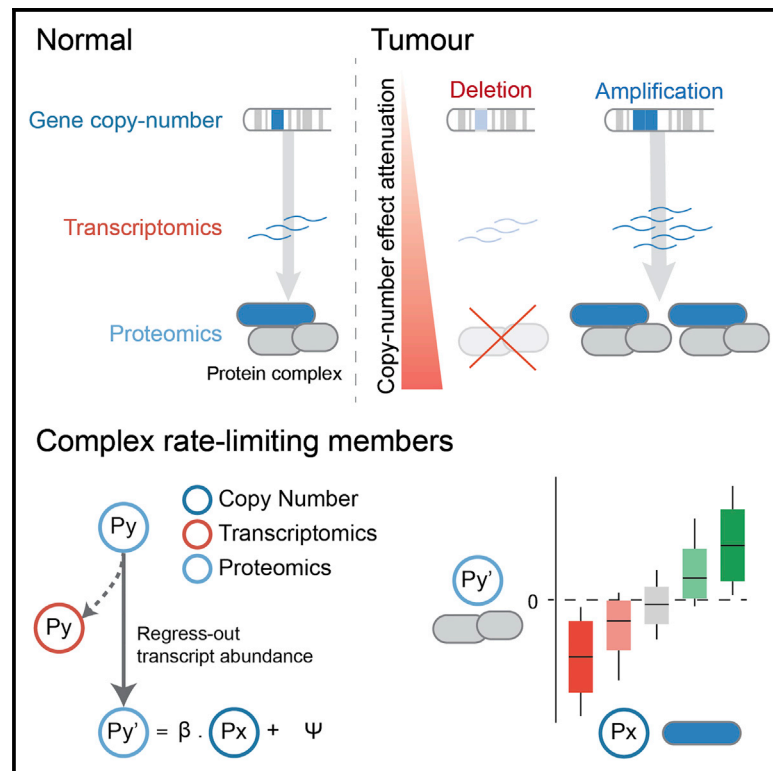 Normal
Tumour
Deletion
Amplification
Gene copy-number
Transcriptomics
Proteomics
Protein complex
Copy-number effect attenuation
Complex rate-limiting members
Py
Copy Number
Transcriptomics
Proteomics
Py
Regress-out
transcript abundance
Py' = β . Px + Ψ
Py'
0
Px